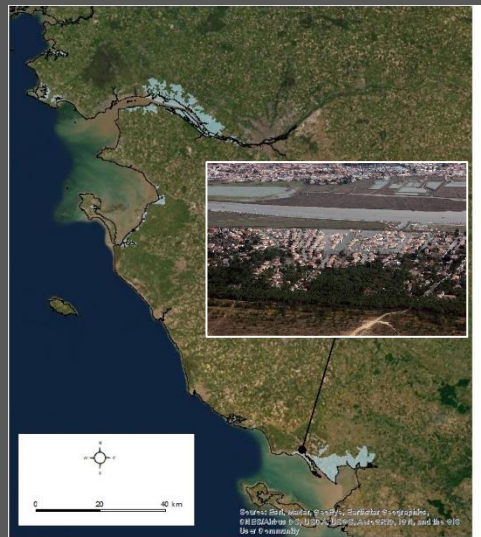 0 20 40 km
Source: Esri, Maxar, GeoEye, Earthstar Geographics,
CNES/Airbus DS, USDA, USGS, AeroGRID, IGN, and the GIS
User Community